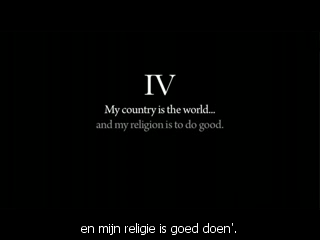 IV
My country is the world...
and my religion is to do good.
en mijn religie is goed doen'.